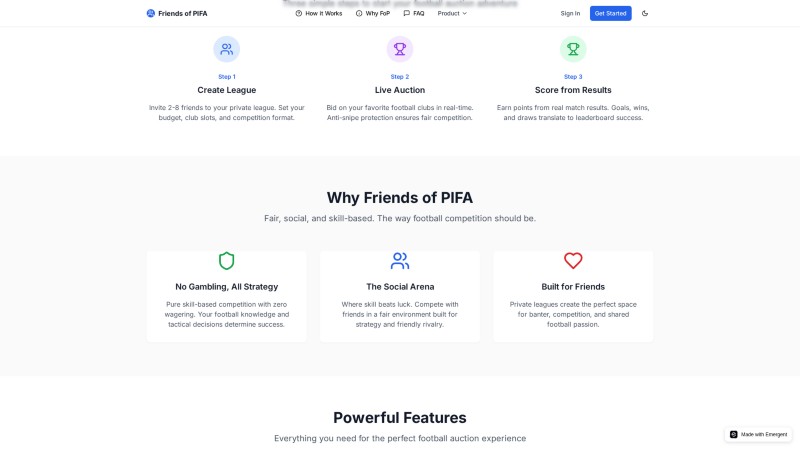 Three simple steps to start your football auction adventure
Friends of PIFA
How It Works
Why FoP
FAQ
Product
Sign In
Get Started
Step 1
Step 2
Step 3
Create League
Live Auction
Score from Results
Invite 2-8 friends to your private league. Set your
budget, club slots, and competition format.
Bid on your favorite football clubs in real-time.
Anti-snipe protection ensures fair competition.
Earn points from real match results. Goals, wins,
and draws translate to leaderboard success.
Why Friends of PIFA
Fair, social, and skill-based. The way football competition should be.
No Gambling, All Strategy
Pure skill-based competition with zero
wagering. Your football knowledge and
tactical decisions determine success.
The Social Arena
Where skill beats luck. Compete with
friends in a fair environment built for
strategy and friendly rivalry.
Built for Friends
Private leagues create the perfect space
for banter, competition, and shared
football passion.
Powerful Features
Everything you need for the perfect football auction experience
Made with Emergent